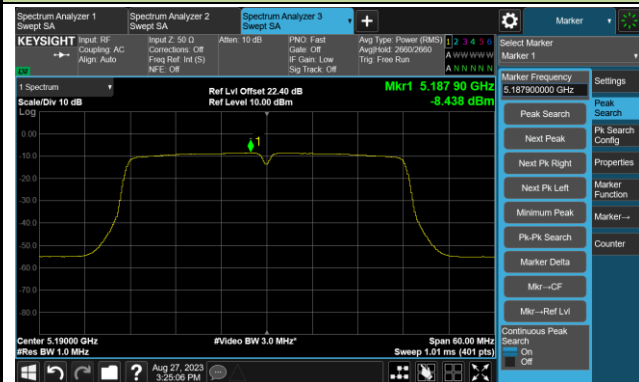 Spectrum Analyzer 1
Swept SA
Spectrum Analyzer 2
Swept SA
Spectrum Analyzer 3
Swept SA
Marker
KEYSIGHT
Input: RF
Coupling: AC
Align: Auto
Input Z: 50 Ω
Corrections: Off
Freq Ref: Int (S)
NFE: Off
Atten: 10 dB
PNO: Fast
Gate: Off
IF Gain: Low
Sig Track: Off
Avg Type: Power (RMS)
Avg|Hold: 2660/2660
Trig: Free Run
1 2 3 4 5 6
A W W W W W
A N N N N N
LVI
Select Marker
Marker 1
1 Spectrum
Scale/Div 10 dB
Log
Ref Lvl Offset 22.40 dB
Ref Level 10.00 dBm
Mkr1 5.187 90 GHz
-8.438 dBm
0.00
-10.0
-20.0
-30.0
-40.0
-50.0
-60.0
-70.0
-80.0
1
Center 5.19000 GHz
#Res BW 1.0 MHz
#Video BW 3.0 MHz*
Span 60.00 MHz
Sweep 1.01 ms (401 pts)
Marker Frequency
5.187900000 GHz
Peak Search
Next Peak
Next Pk Right
Next Pk Left
Minimum Peak
Pk-Pk Search
Marker Delta
Mkr→CF
Mkr→Ref Lvl
Continuous Peak
Search
On
Off
Settings
Peak
Search
Pk Search
Config
Properties
Marker
Function
Marker→
Counter
Aug 27, 2023
3:25:06 PM